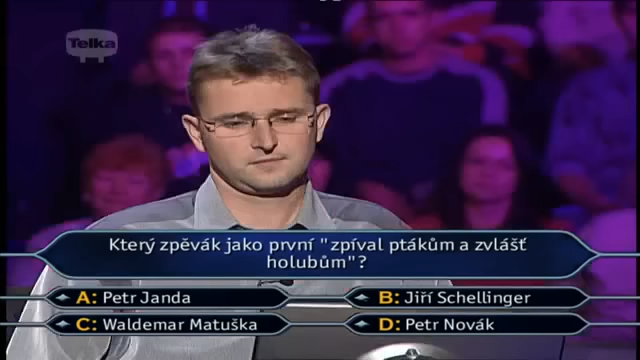 Telka
Který zpěvák jako první "zpíval ptákům a zvlášť
holubům"?
A: Petr Janda
B: Jiří Schellinger
C: Waldemar Matuška
D: Petr Novák